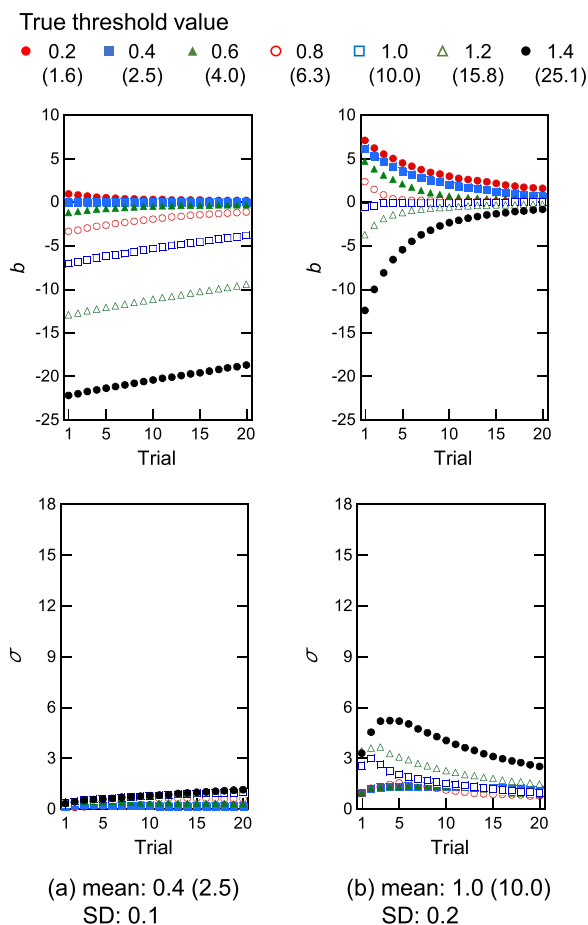 True threshold value
0.2 0.4 0.6 0.8 1.0 1.2 1.4
(1.6) (2.5) (4.0) (6.3) (10.0) (15.8) (25.1)
10 10
5 5
0 0
b -5 b -5
-10 -10
-15 -15
-20 -20
-25 -25
1 5 10 15 20 1 5 10 15 20
Trial Trial
18 18
15 15
12 12
σ 9 σ 9
6 6
3 3
0 0
1 5 10 15 20 1 5 10 15 20
Trial Trial
(a) mean: 0.4 (2.5) (b) mean: 1.0 (10.0)
SD: 0.1 SD: 0.2